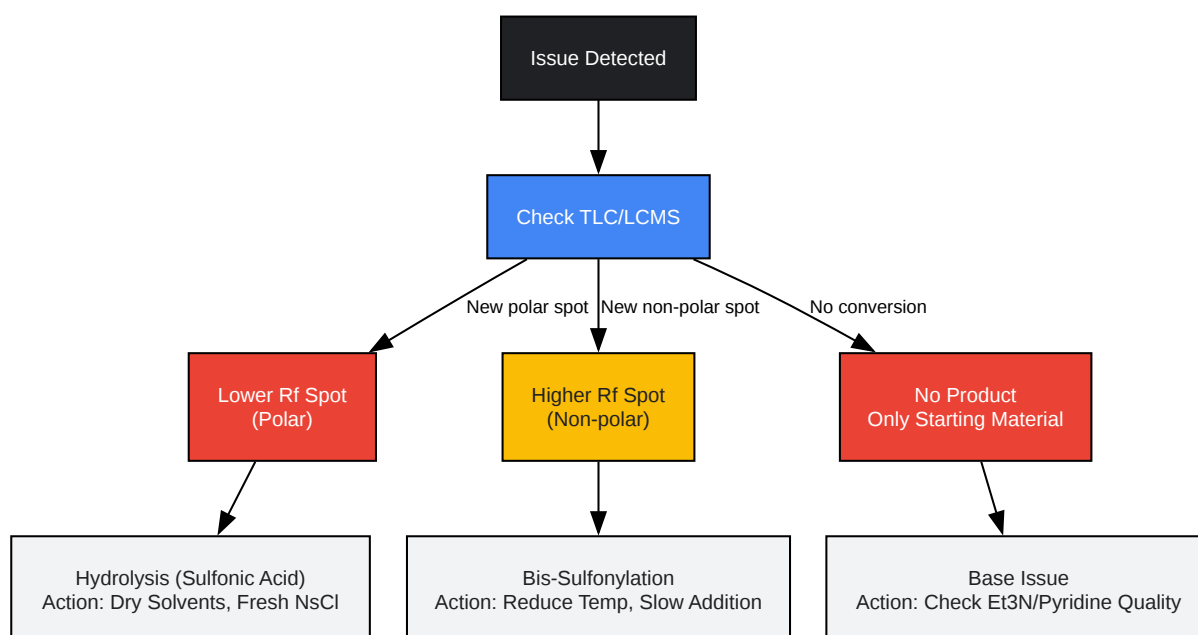 Issue Detected
Check TLC/LCMS
New polar spot
New non-polar spot
No conversion
Lower Rf Spot
(Polar)
Higher Rf Spot
(Non-polar)
No Product
Only Starting Material
Hydrolysis (Sulfonic Acid)
Action: Dry Solvents, Fresh NsCl
Bis-Sulfonylation
Action: Reduce Temp, Slow Addition
Base Issue
Action: Check Et3N/Pyridine Quality